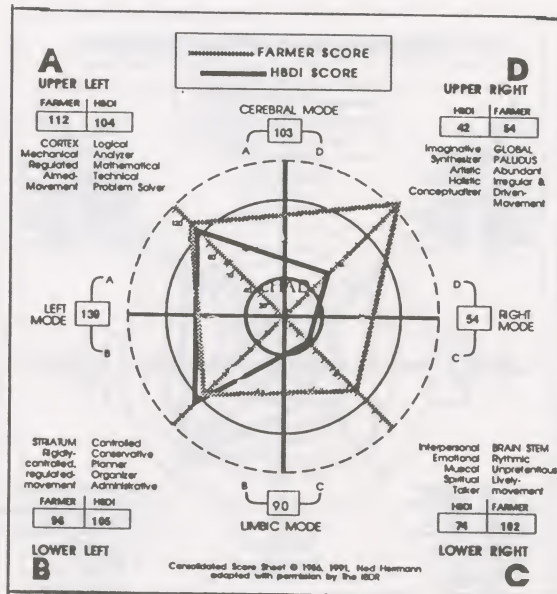 FARMER SCORE
HBDI SCORE
A
UPPER LEFT
FARMER HBDI
112 104
CORTEX Logical
Mechanical Analyzer
Regulated Mathematical
Aimed- Technical
Movement Problem Solver
D
UPPER RIGHT
HBDI FARMER
42 54
Imaginative GLOBAL
Synthesizer PALLIDUS
Artistic Abundant
Holistic Irregular &
Conceptualizer Driven-
Movement
CEREBRAL MODE
A 103 D
LEFT
MODE
A
139
B
D
54
C
RIGHT
MODE
STRIATUM Controlled
Rigidly- Conservative
controlled, Planner
regulated- Organizer
movement Administrative
FARMER HBDI
96 105
LOWER LEFT
B
B 90 C
LIMBIC MODE
Interpersonal BRAIN STEM
Emotional Rythmic
Musical Unpretentious
Spiritual Lively-
Talker movement
HBDI FARMER
74 102
LOWER RIGHT
C
Consolidated Score Sheet © 1986, 1991, Ned Herrmann
adapted with permission by The IBDR